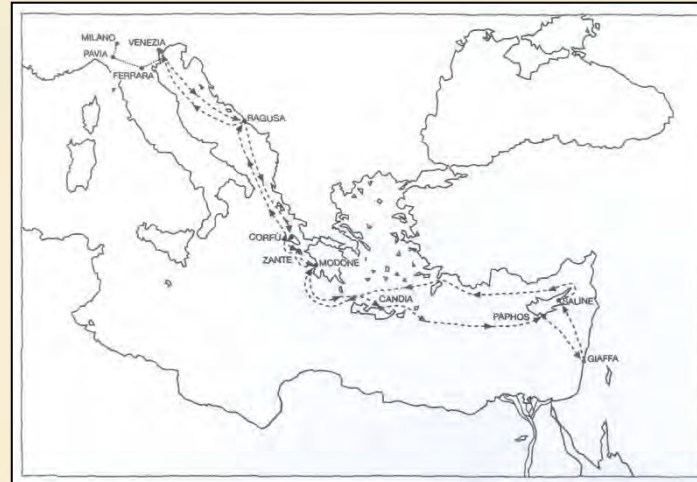 MILANO
VENEZIA
PAVIA
FERRARA
RAGUSA
CORFÙ
ZANTE
MODONE
CANDIA
PAPHOS
SALINE
GIAFFA